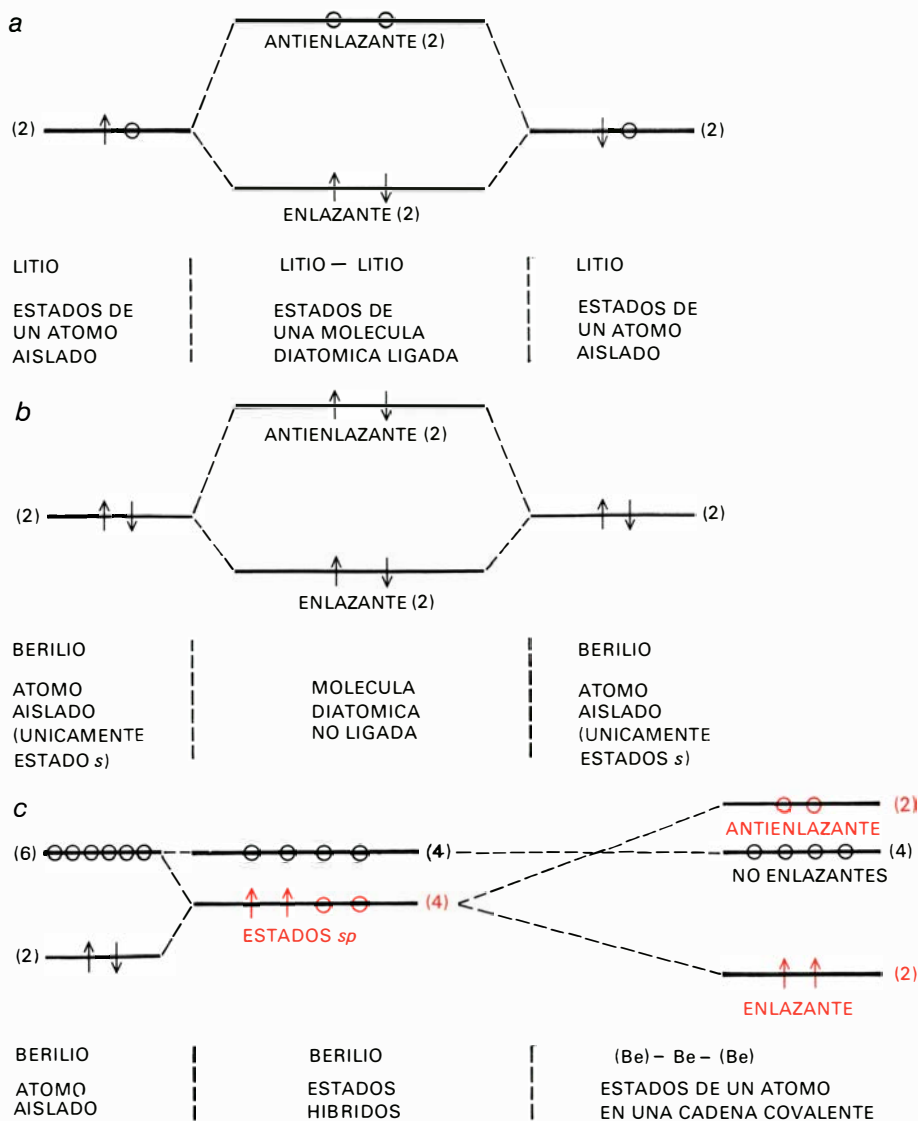 a
ANTIENLAZANTE (2)
(2)
(2)
ENLAZANTE (2)
LITIO
ESTADOS DE
UN ATOMO
AISLADO
LITIO — LITIO
ESTADOS DE
UNA MOLECULA
DIATOMICA LIGADA
LITIO
ESTADOS DE
UN ATOMO
AISLADO
b
ANTIENLAZANTE (2)
(2)
(2)
ENLAZANTE (2)
BERILIO
ATOMO
AISLADO
(UNICAMENTE
ESTADO s)
MOLECULA
DIATOMICA
NO LIGADA
BERILIO
ATOMO
AISLADO
(UNICAMENTE
ESTADOS s)
c
(2)
ANTIENLAZANTE
(6)
(4)
(4)
NO ENLAZANTES
(4)
ESTADOS sp
(2)
(2)
ENLAZANTE
BERILIO
ATOMO
AISLADO
BERILIO
ESTADOS
HIBRIDOS
(Be) – Be – (Be)
ESTADOS DE UN ATOMO
EN UNA CADENA COVALENTE